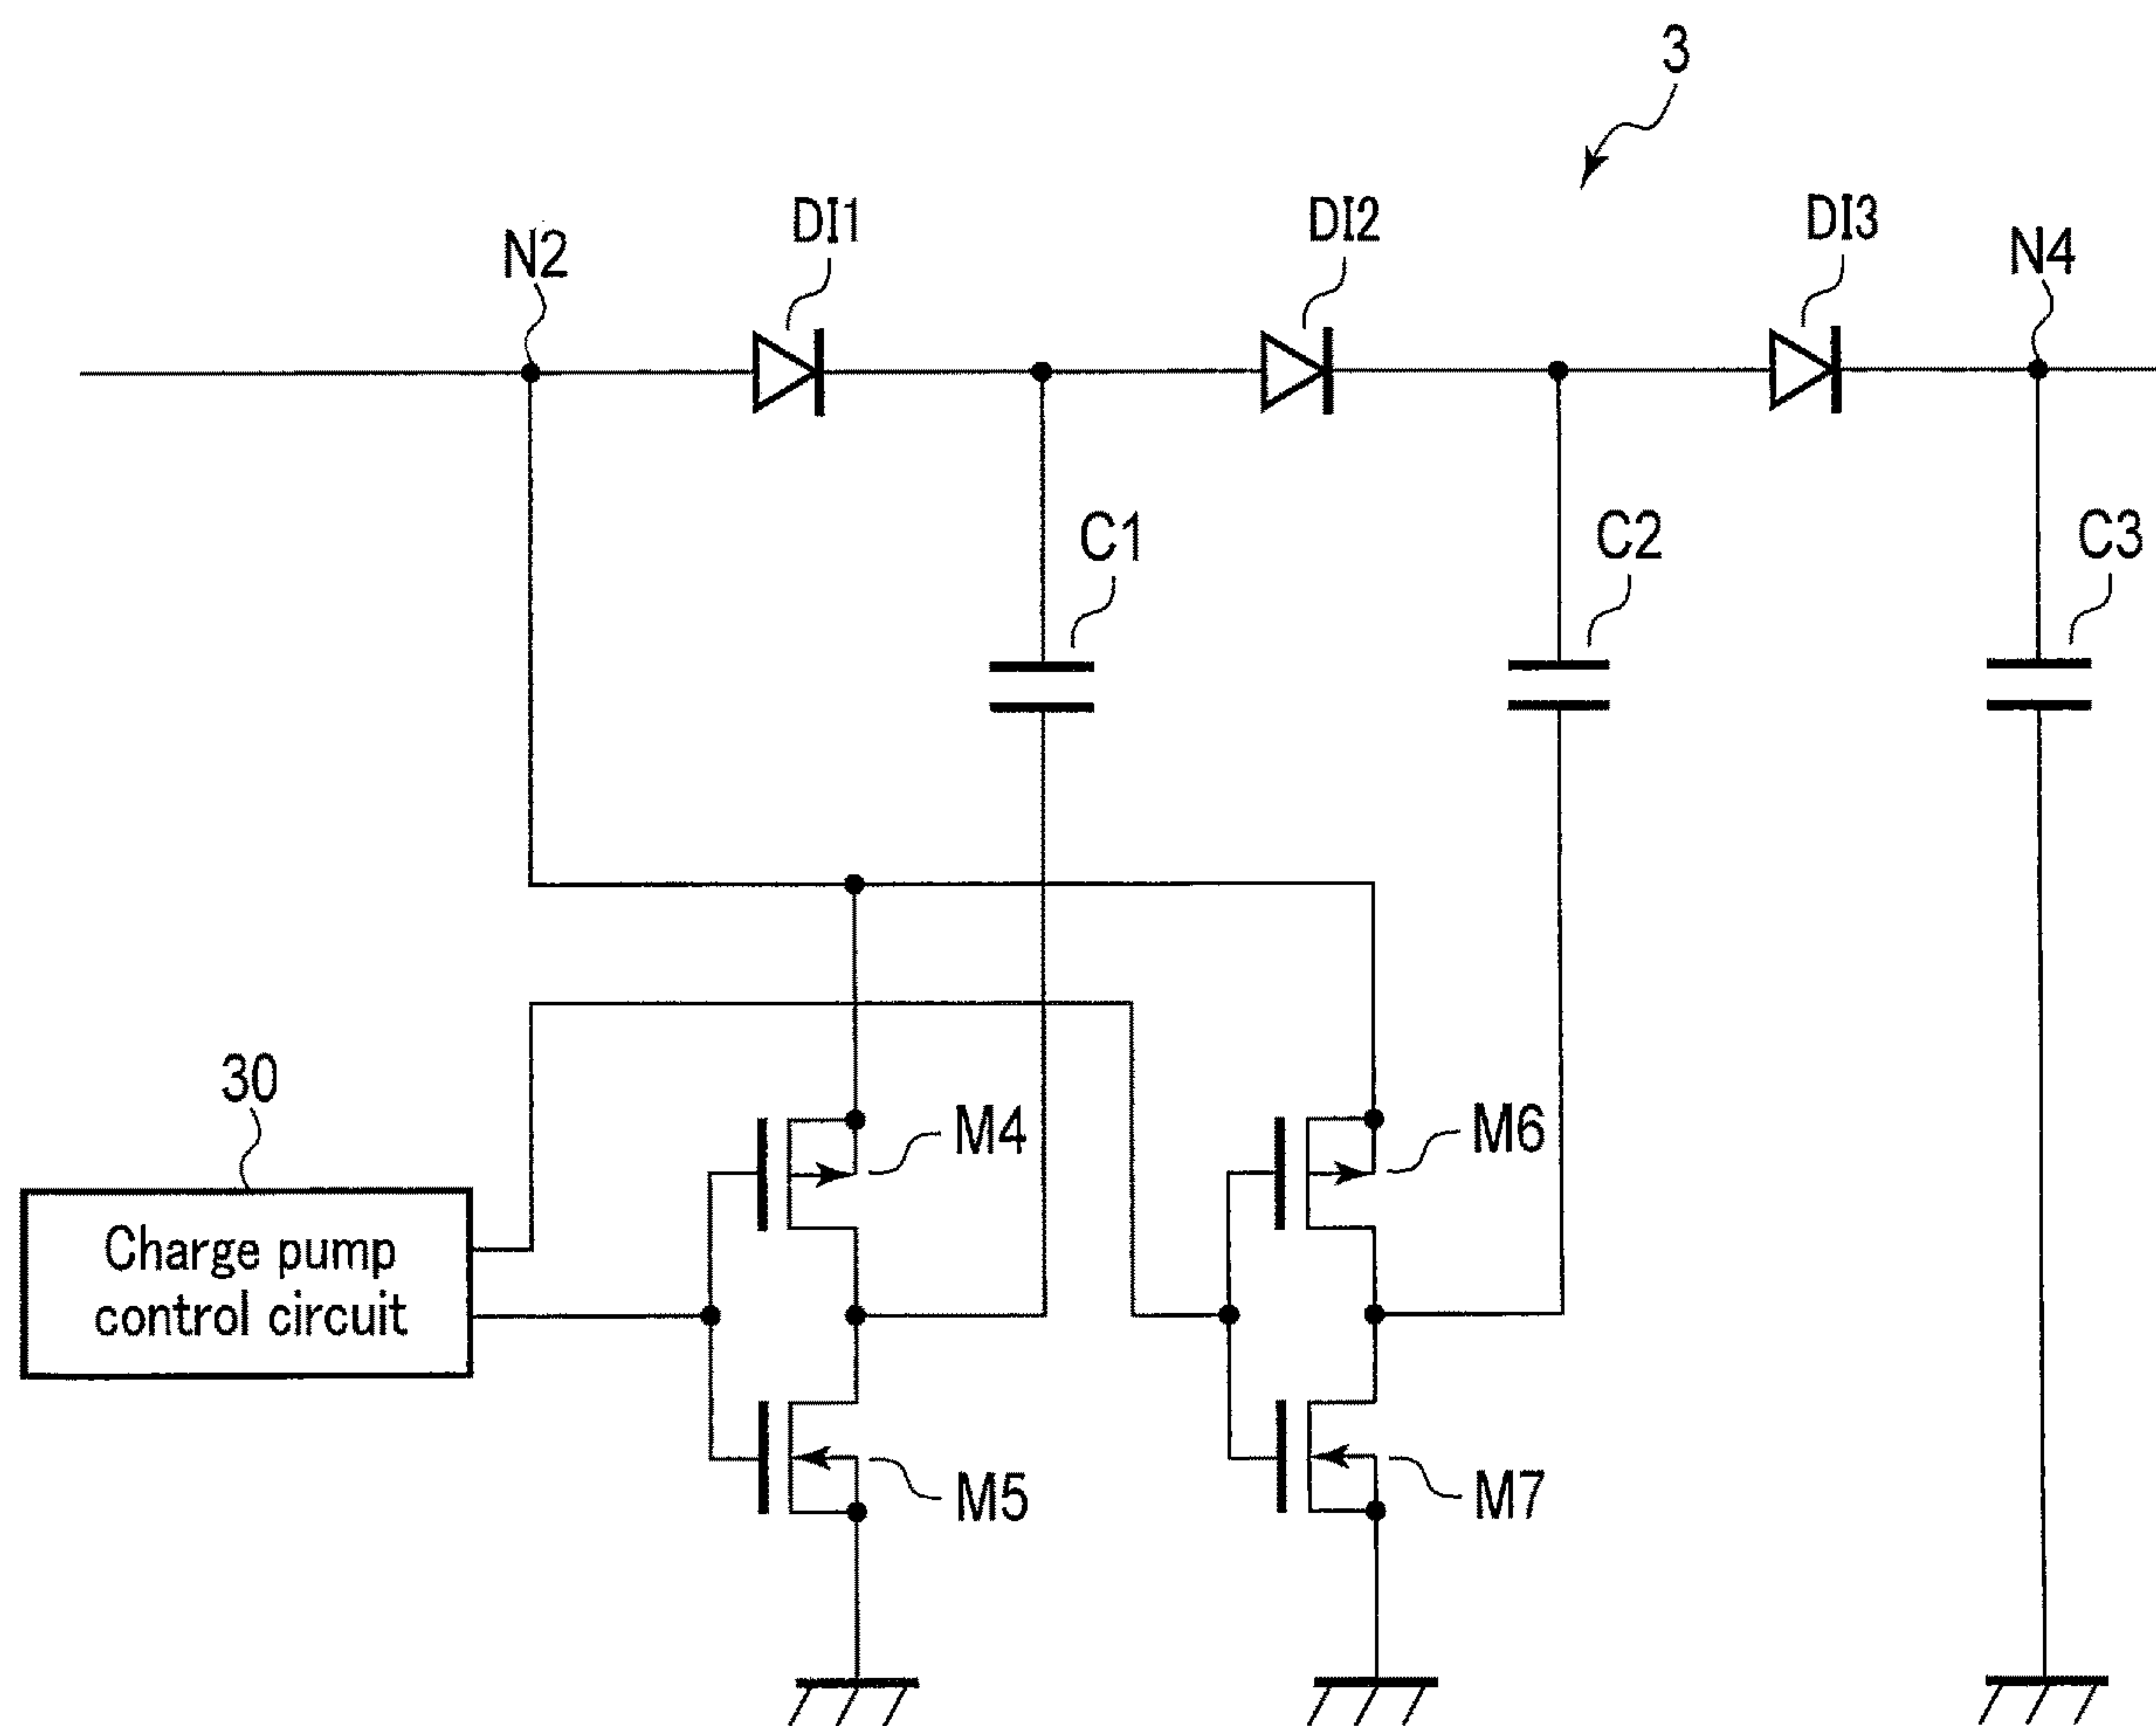 3
DI1
DI2
DI3
N2
N4
C1
C2
C3
30
M4
M6
Charge pump
control circuit
M5
M7